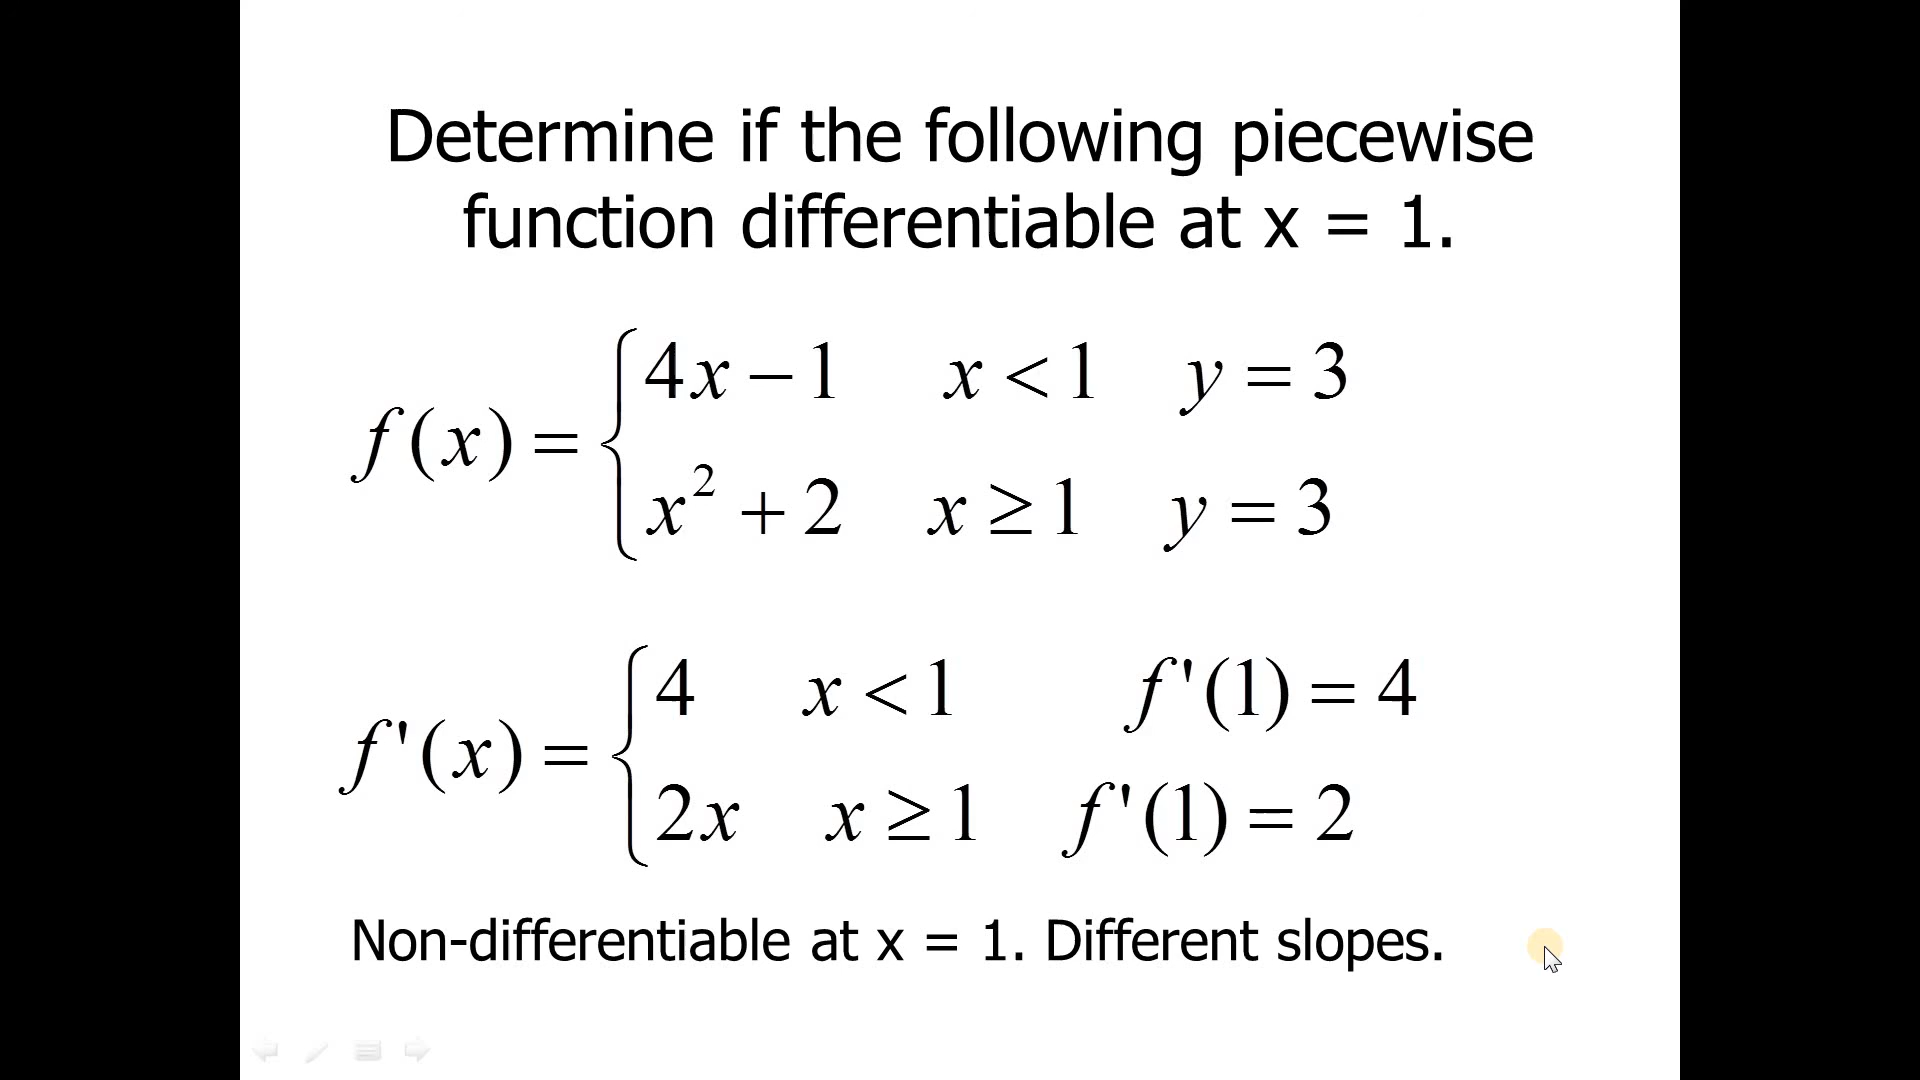 Determine if the following piecewise
function differentiable at x = 1.
f(x) = { 4x − 1 x < 1 y = 3
x² + 2 x ≥ 1 y = 3
f'(x) = { 4 x < 1 f'(1) = 4
2x x ≥ 1 f'(1) = 2
Non-differentiable at x = 1. Different slopes.